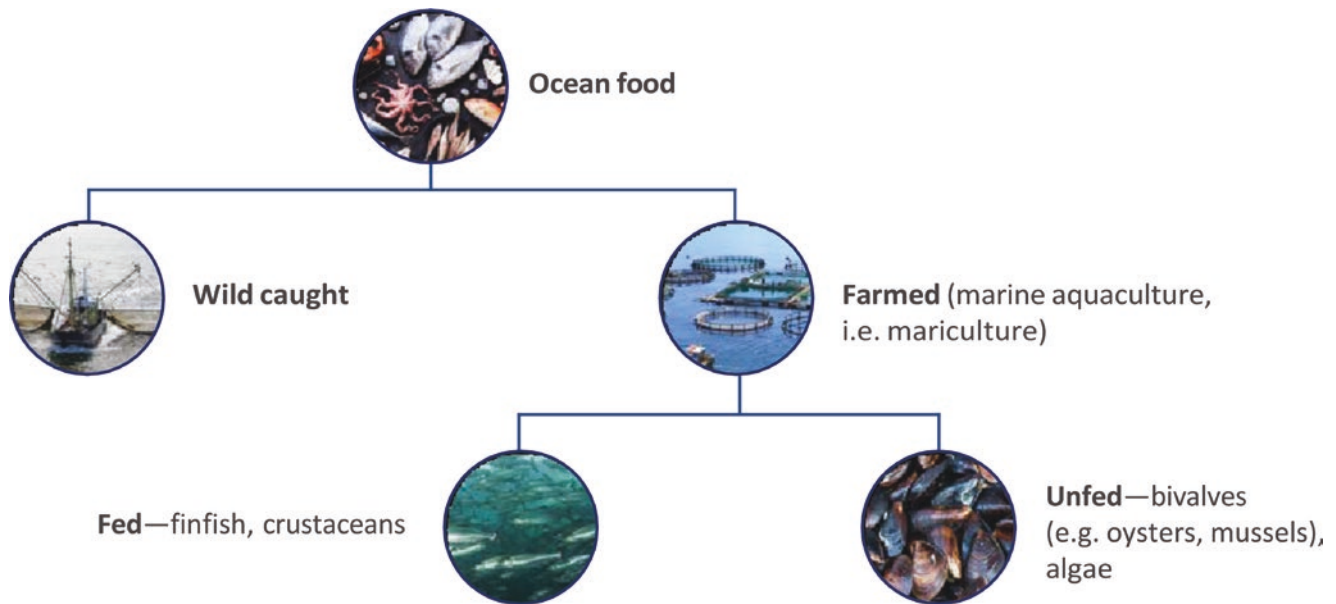 Ocean food
Wild caught
Farmed (marine aquaculture,
i.e. mariculture)
Fed—finfish, crustaceans
Unfed—bivalves
(e.g. oysters, mussels),
algae